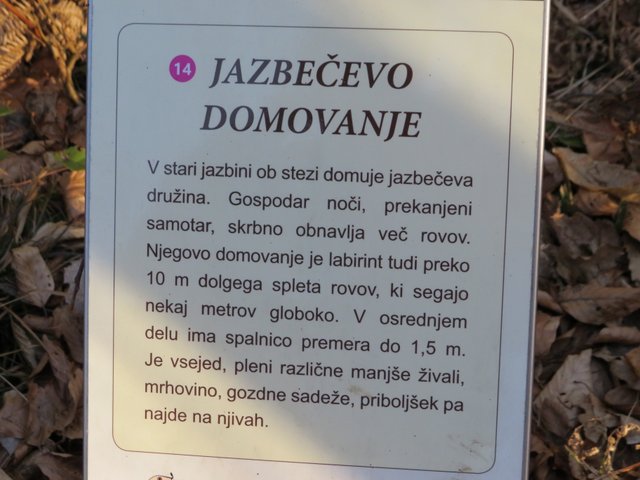 14 JAZBEČEVO
DOMOVANJE
V stari jazbini ob stezi domuje jazbečeva
družina. Gospodar noči, prekanjeni
samotar, skrbno obnavlja več rovov.
Njegovo domovanje je labirint tudi preko
10 m dolgega spleta rovov, ki segajo
nekaj metrov globoko. V osrednjem
delu ima spalnico premera do 1,5 m.
Je vsejed, pleni različne manjše živali,
mrhovino, gozdne sadeže, priboljšek pa
najde na njivah.